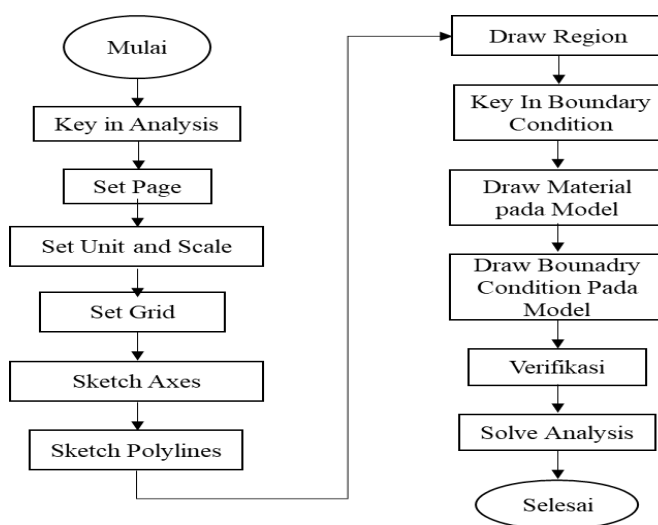 Mulai
Key in Analysis
Set Page
Set Unit and Scale
Set Grid
Sketch Axes
Sketch Polylines
Draw Region
Key In Boundary
Condition
Draw Material
pada Model
Draw Bounadry
Condition Pada
Model
Verifikasi
Solve Analysis
Selesai